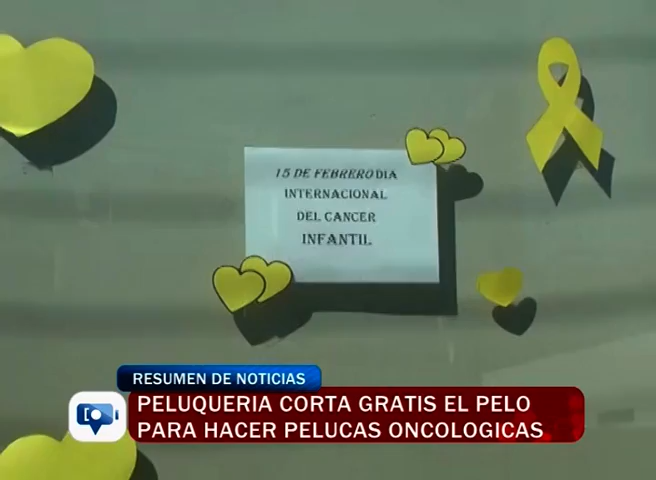 15 DE FEBRERO DIA
INTERNACIONAL
DEL CANCER
INFANTIL
RESUMEN DE NOTICIAS
PELUQUERIA CORTA GRATIS EL PELO
PARA HACER PELUCAS ONCOLOGICAS